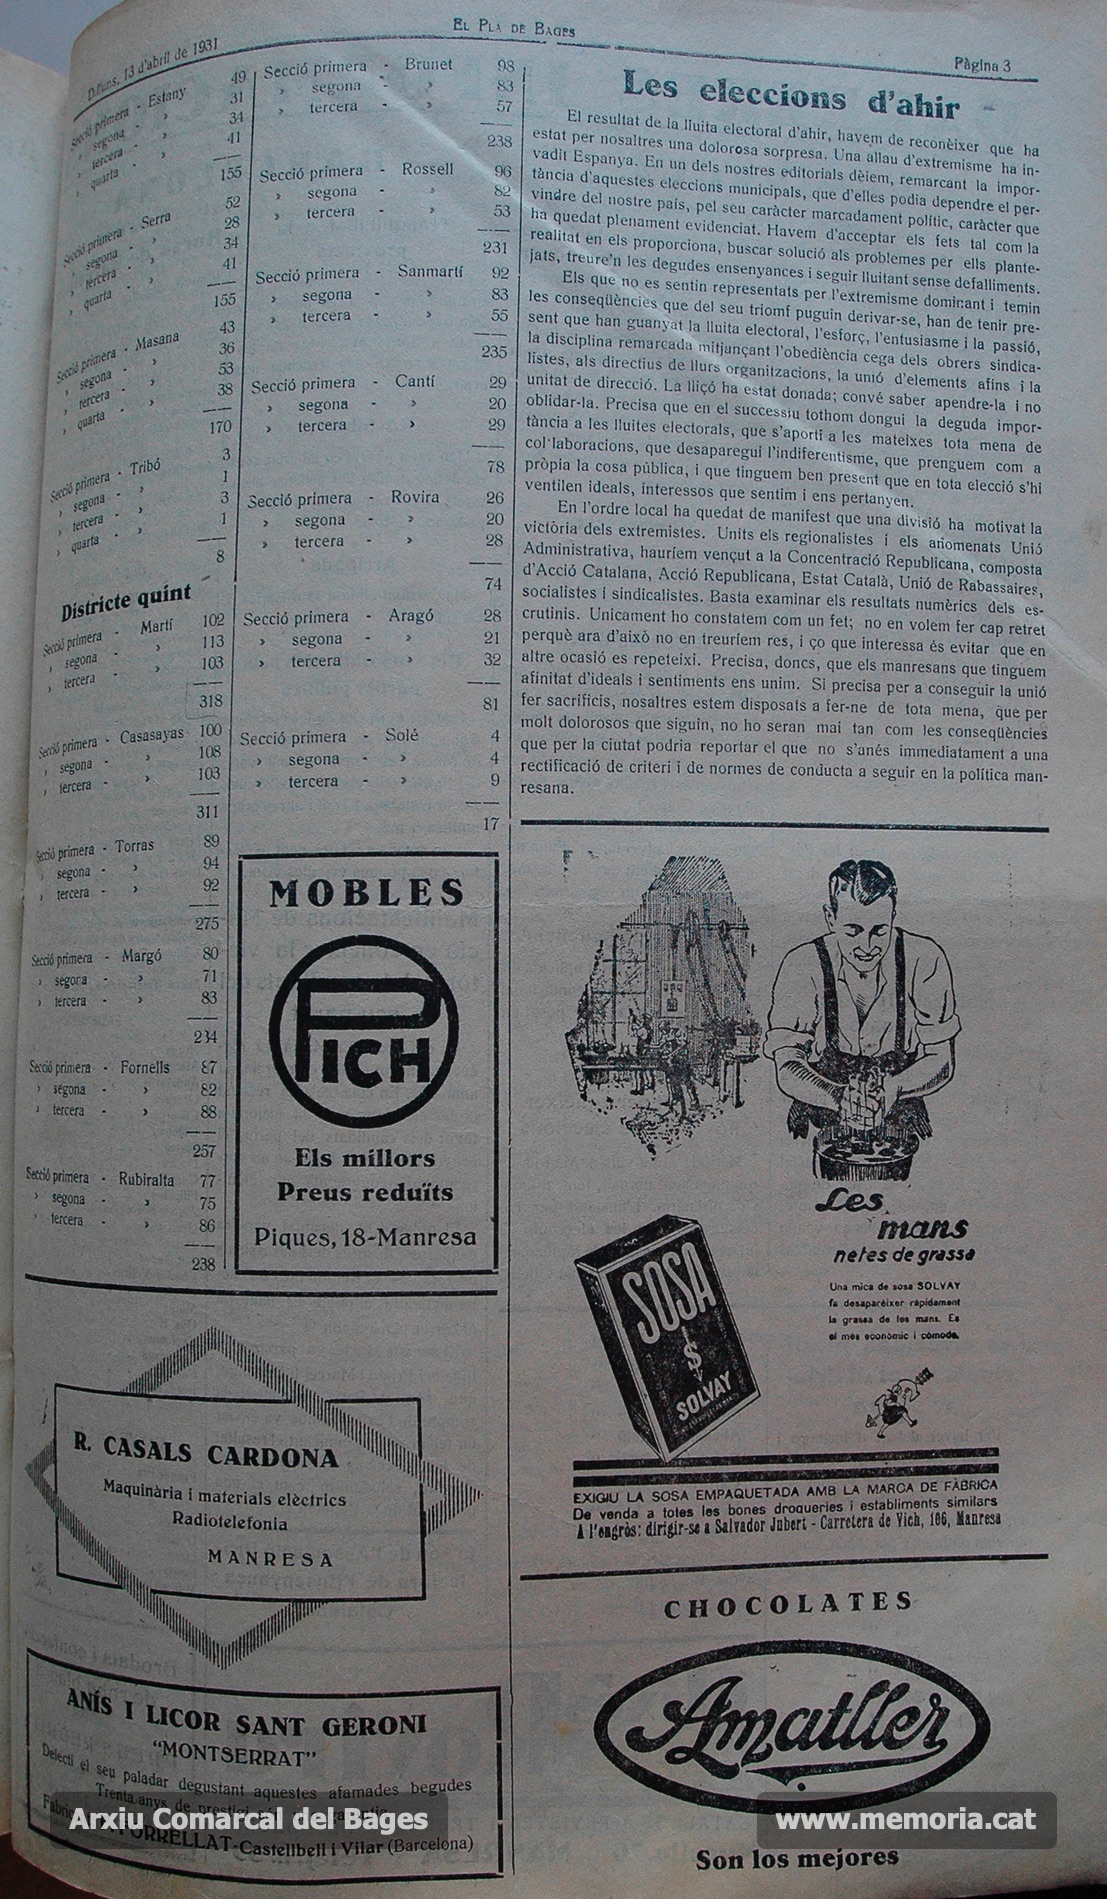 Dilluns, 13 d'abril de 1931
EL PLA DE BAGES
Pàgina 3
Secció primera - Estany 49
» segona - » 31
» tercera - » 34
» quarta - » 41
155
Secció primera - Serra 52
» segona - » 28
» tercera - » 34
» quarta - » 41
155
Secció primera - Masana 43
» segona - » 36
» tercera - » 53
» quarta - » 38
170
Secció primera - Tribó 3
» segona - » 1
» tercera - » 3
» quarta - » 1
8
Districte quint
Secció primera - Martí 102
» segona - » 113
» tercera - » 103
318
Secció primera - Casasayas 100
» segona - » 108
» tercera - » 103
311
Secció primera - Torras 89
» segona - » 94
» tercera - » 92
275
Secció primera - Margó 80
» segona - » 71
» tercera - » 83
234
Secció primera - Fornells 87
» segona - » 82
» tercera - » 88
257
Secció primera - Rubiralta 77
» segona - » 75
» tercera - » 86
238
Secció primera - Brunet 98
» segona - » 83
» tercera - » 57
238
Secció primera - Rossell 96
» segona - » 82
» tercera - » 53
231
Secció primera - Sanmartí 92
» segona - » 83
» tercera - » 55
235
Secció primera - Cantí 29
» segona - » 20
» tercera - » 29
78
Secció primera - Rovira 26
» segona - » 20
» tercera - » 28
74
Secció primera - Aragó 28
» segona - » 21
» tercera - » 32
81
Secció primera - Solé 4
» segona - » 4
» tercera - » 9
17
MOBLES
PICH
Els millors
Preus reduïts
Piques, 18-Manresa
R. CASALS CARDONA
Maquinària i materials elèctrics
Radiotelefonia
MANRESA
ANÍS I LICOR SANT GERONI
"MONTSERRAT"
Delecti el seu paladar degustant aquestes afamades begudes
Trenta anys de
TORRELLAT-Castellbell i Vilar (Barcelona)
Les eleccions d'ahir
El resultat de la lluita electoral d'ahir, havem de reconèixer que ha
estat per nosaltres una dolorosa sorpresa. Una allau d'extremisme ha in-
vadit Espanya. En un dels nostres editorials dèiem, remarcant la impor-
tància d'aquestes eleccions municipals, que d'elles podia dependre el per-
vindre del nostre país, pel seu caràcter marcadament polític, caràcter que
ha quedat plenament evidenciat. Havem d'acceptar els fets tal com la
realitat en els proporciona, buscar solució als problemes per ells plante-
jats, treure'n les degudes ensenyances i seguir lluitant sense defalliments.
Els que no es sentin representats per l'extremisme dominant i temin
les conseqüències que del seu triomf puguin derivar-se, han de tenir pre-
sent que han guanyat la lluita electoral, l'esforç, l'entusiasme i la passió,
la disciplina remarcada mitjançant l'obediència cega dels obrers sindica-
listes, als directius de llurs organitzacions, la unió d'elements afins i la
unitat de direcció. La lliçó ha estat donada; convé saber apendre-la i no
oblidar-la. Precisa que en el successiu tothom dongui la deguda impor-
tància a les lluites electorals, que s'aporti a les mateixes tota mena de
col·laboracions, que desaparegui l'indiferentisme, que prenguem com a
pròpia la cosa pública, i que tinguem ben present que en tota elecció s'hi
ventilen ideals, interessos que sentim i ens pertanyen.
En l'ordre local ha quedat de manifest que una divisió ha motivat la
victòria dels extremistes. Units els regionalistes i els anomenats Unió
Administrativa, hauríem vençut a la Concentració Republicana, composta
d'Acció Catalana, Acció Republicana, Estat Català, Unió de Rabassaires,
socialistes i sindicalistes. Basta examinar els resultats numèrics dels es-
crutinis. Unicament ho constatem com un fet; no en volem fer cap retret
perquè ara d'això no en treuríem res, i ço que interessa és evitar que en
altre ocasió es repeteixi. Precisa, doncs, que els manresans que tinguem
afinitat d'ideals i sentiments ens unim. Si precisa per a conseguir la unió
fer sacrificis, nosaltres estem disposats a fer-ne de tota mena, que per
molt dolorosos que siguin, no ho seran mai tan com les conseqüències
que per la ciutat podria reportar el que no s'anés immediatament a una
rectificació de criteri i de normes de conducta a seguir en la política man-
resana.
Les
mans
netes de grassa
Una mica de sosa SOLVAY
fa desaparèixer ràpidament
la grassa de les mans. Es
el més econòmic i còmode.
SOSA
S
SOLVAY
EXIGIU LA SOSA EMPAQUETADA AMB LA MARCA DE FÀBRICA
De venda a totes les bones drogueries i establiments similars
A l'engròs: dirigir-se a Salvador Jubert - Carretera de Vich, 106, Manresa
CHOCOLATES
Amatller
Son los mejores
Arxiu Comarcal del Bages
www.memoria.cat